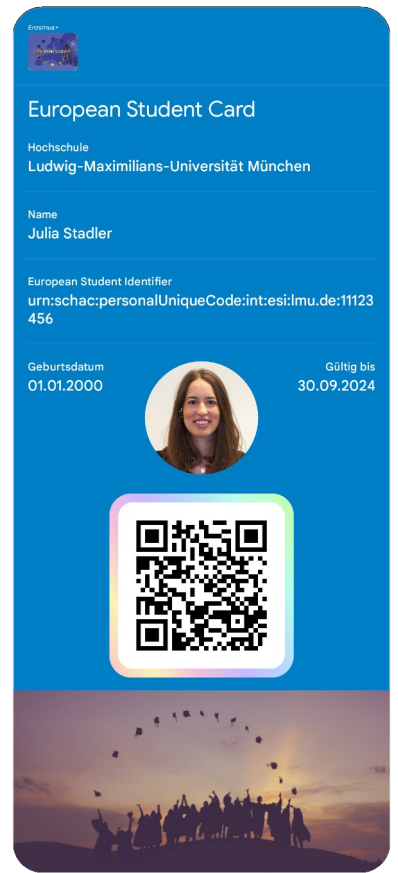 Erasmus+
European Student Card
Hochschule
Ludwig-Maximilians-Universität München
Name
Julia Stadler
European Student Identifier
urn:schac:personalUniqueCode:int:esi:lmu.de:11123
456
Geburtsdatum
01.01.2000
Gültig bis
30.09.2024